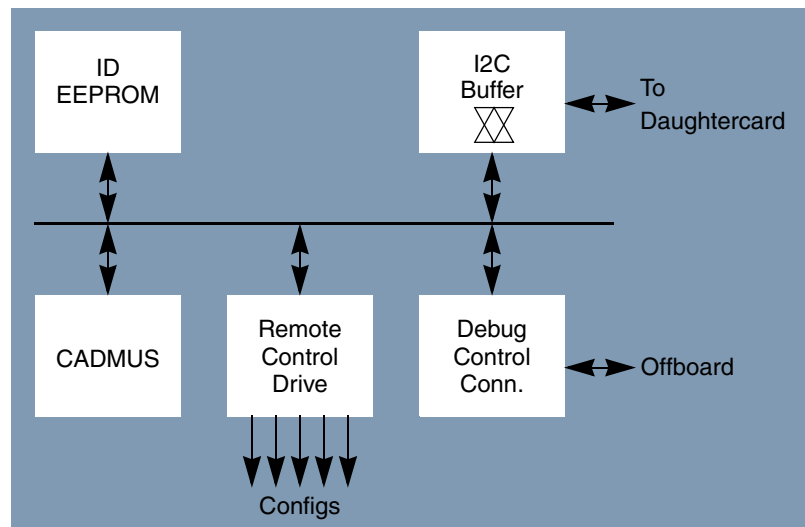 ID
EEPROM
I2C
Buffer
To
Daughtercard
CADMUS
Remote
Control
Drive
Debug
Control
Conn.
Offboard
Configs